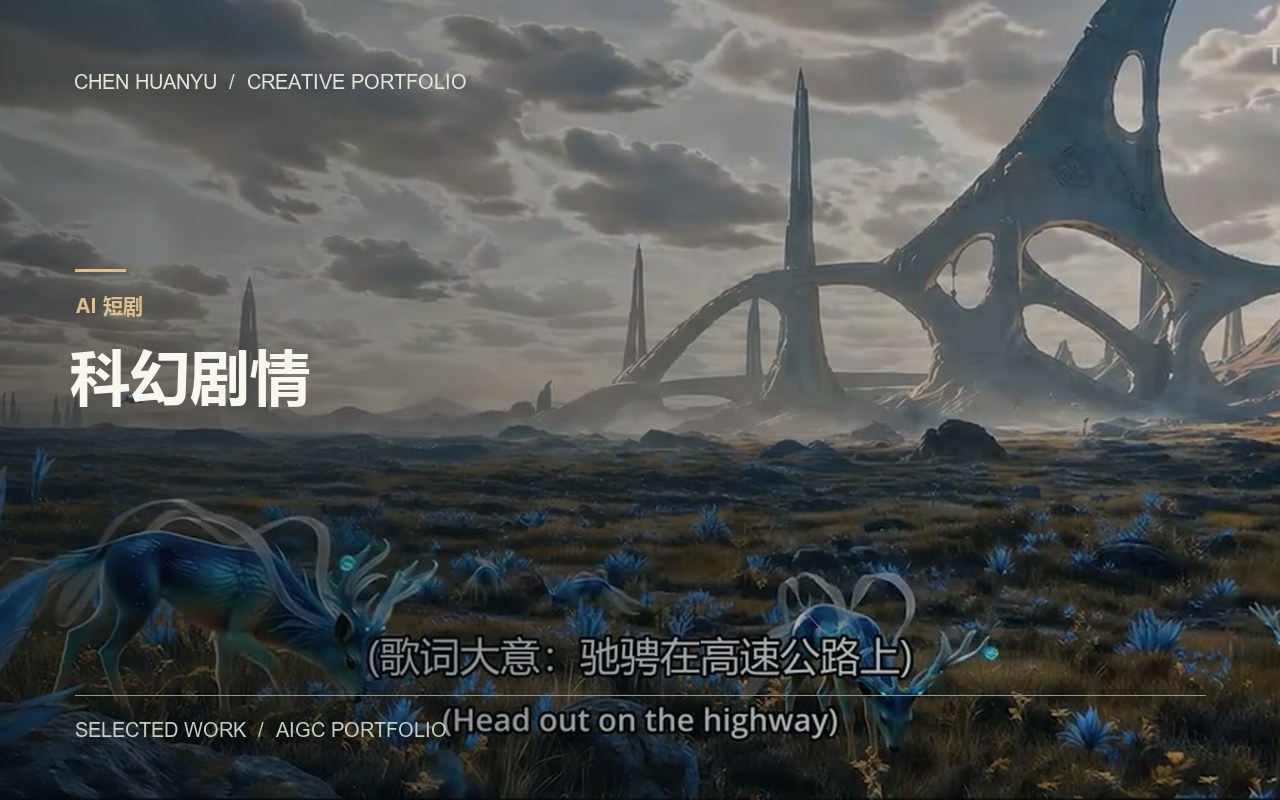 CHEN HUANYU / CREATIVE PORTFOLIO
AI 短剧
科幻剧情
(歌词大意：驰骋在高速公路上)
SELECTED WORK / AIGC PORTFOLIO
(Head out on the highway)